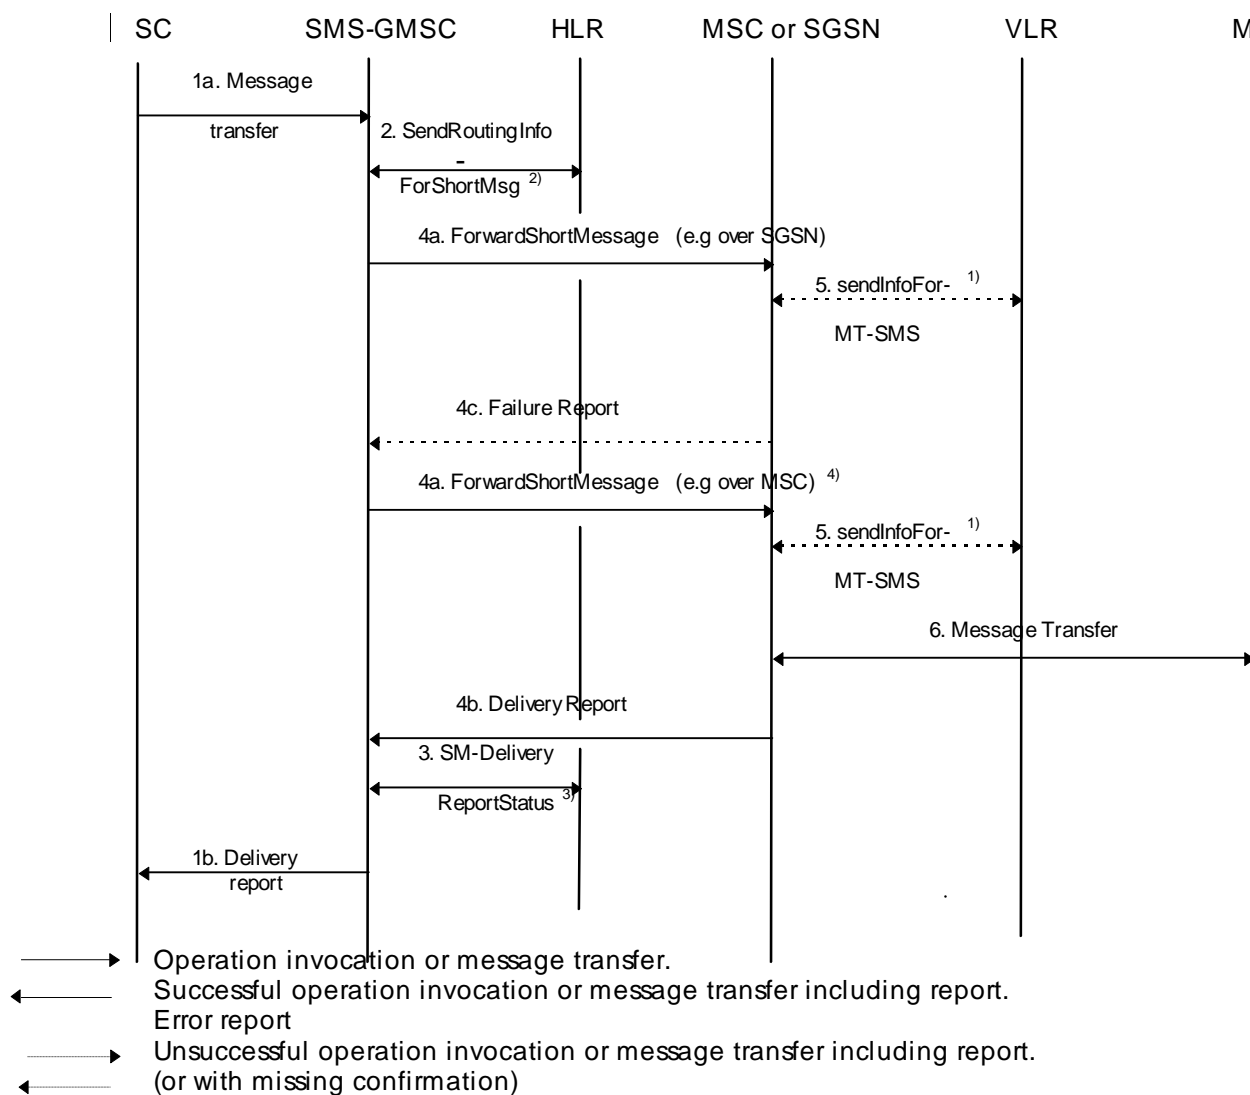 SC SMS-GMSC HLR MSC or SGSN VLR M
1a. Message
transfer
2. SendRoutingInfo
-
ForShortMsg 2)
4a. ForwardShortMessage (e.g over SGSN)
5. sendInfoFor- 1)
MT-SMS
4c. Failure Report
4a. ForwardShortMessage (e.g over MSC) 4)
5. sendInfoFor- 1)
MT-SMS
6. Message Transfer
4b. Delivery Report
3. SM-Delivery
ReportStatus 3)
1b. Delivery
report
Operation invocation or message transfer.
Successful operation invocation or message transfer including report.
Error report
Unsuccessful operation invocation or message transfer including report.
(or with missing confirmation)